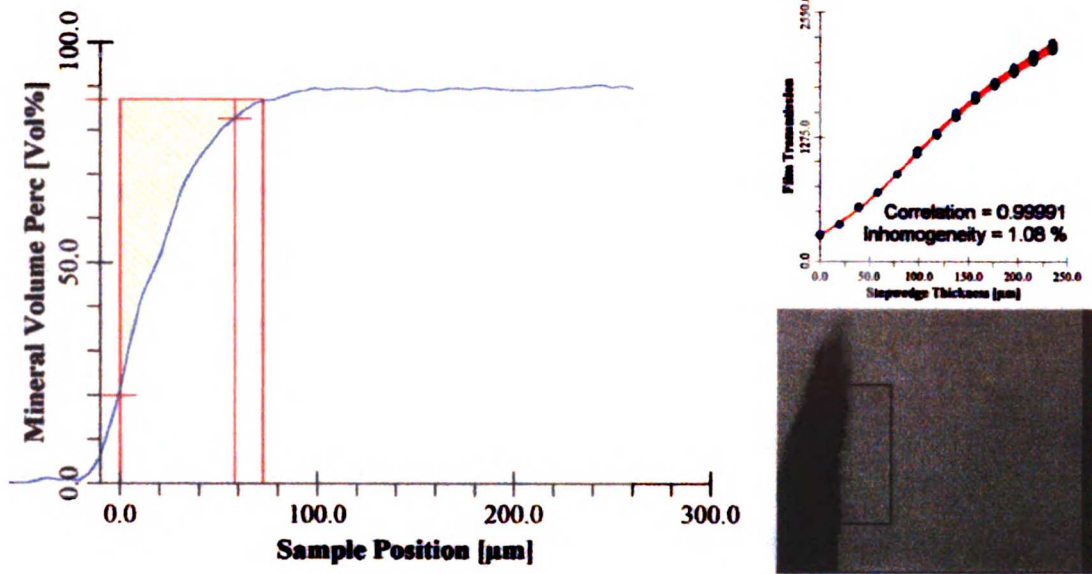 Mineral Volume Perc [Vol%]
100.0
50.0
0.0
0.0 100.0 200.0 300.0
Sample Position [µm]
Film Transmission
2550.0
1275.0
0.0
Correlation = 0.99991
Inhomogeneity = 1.08 %
0.0 50.0 100.0 150.0 200.0 250.0
Stepwedge Thickness [µm]